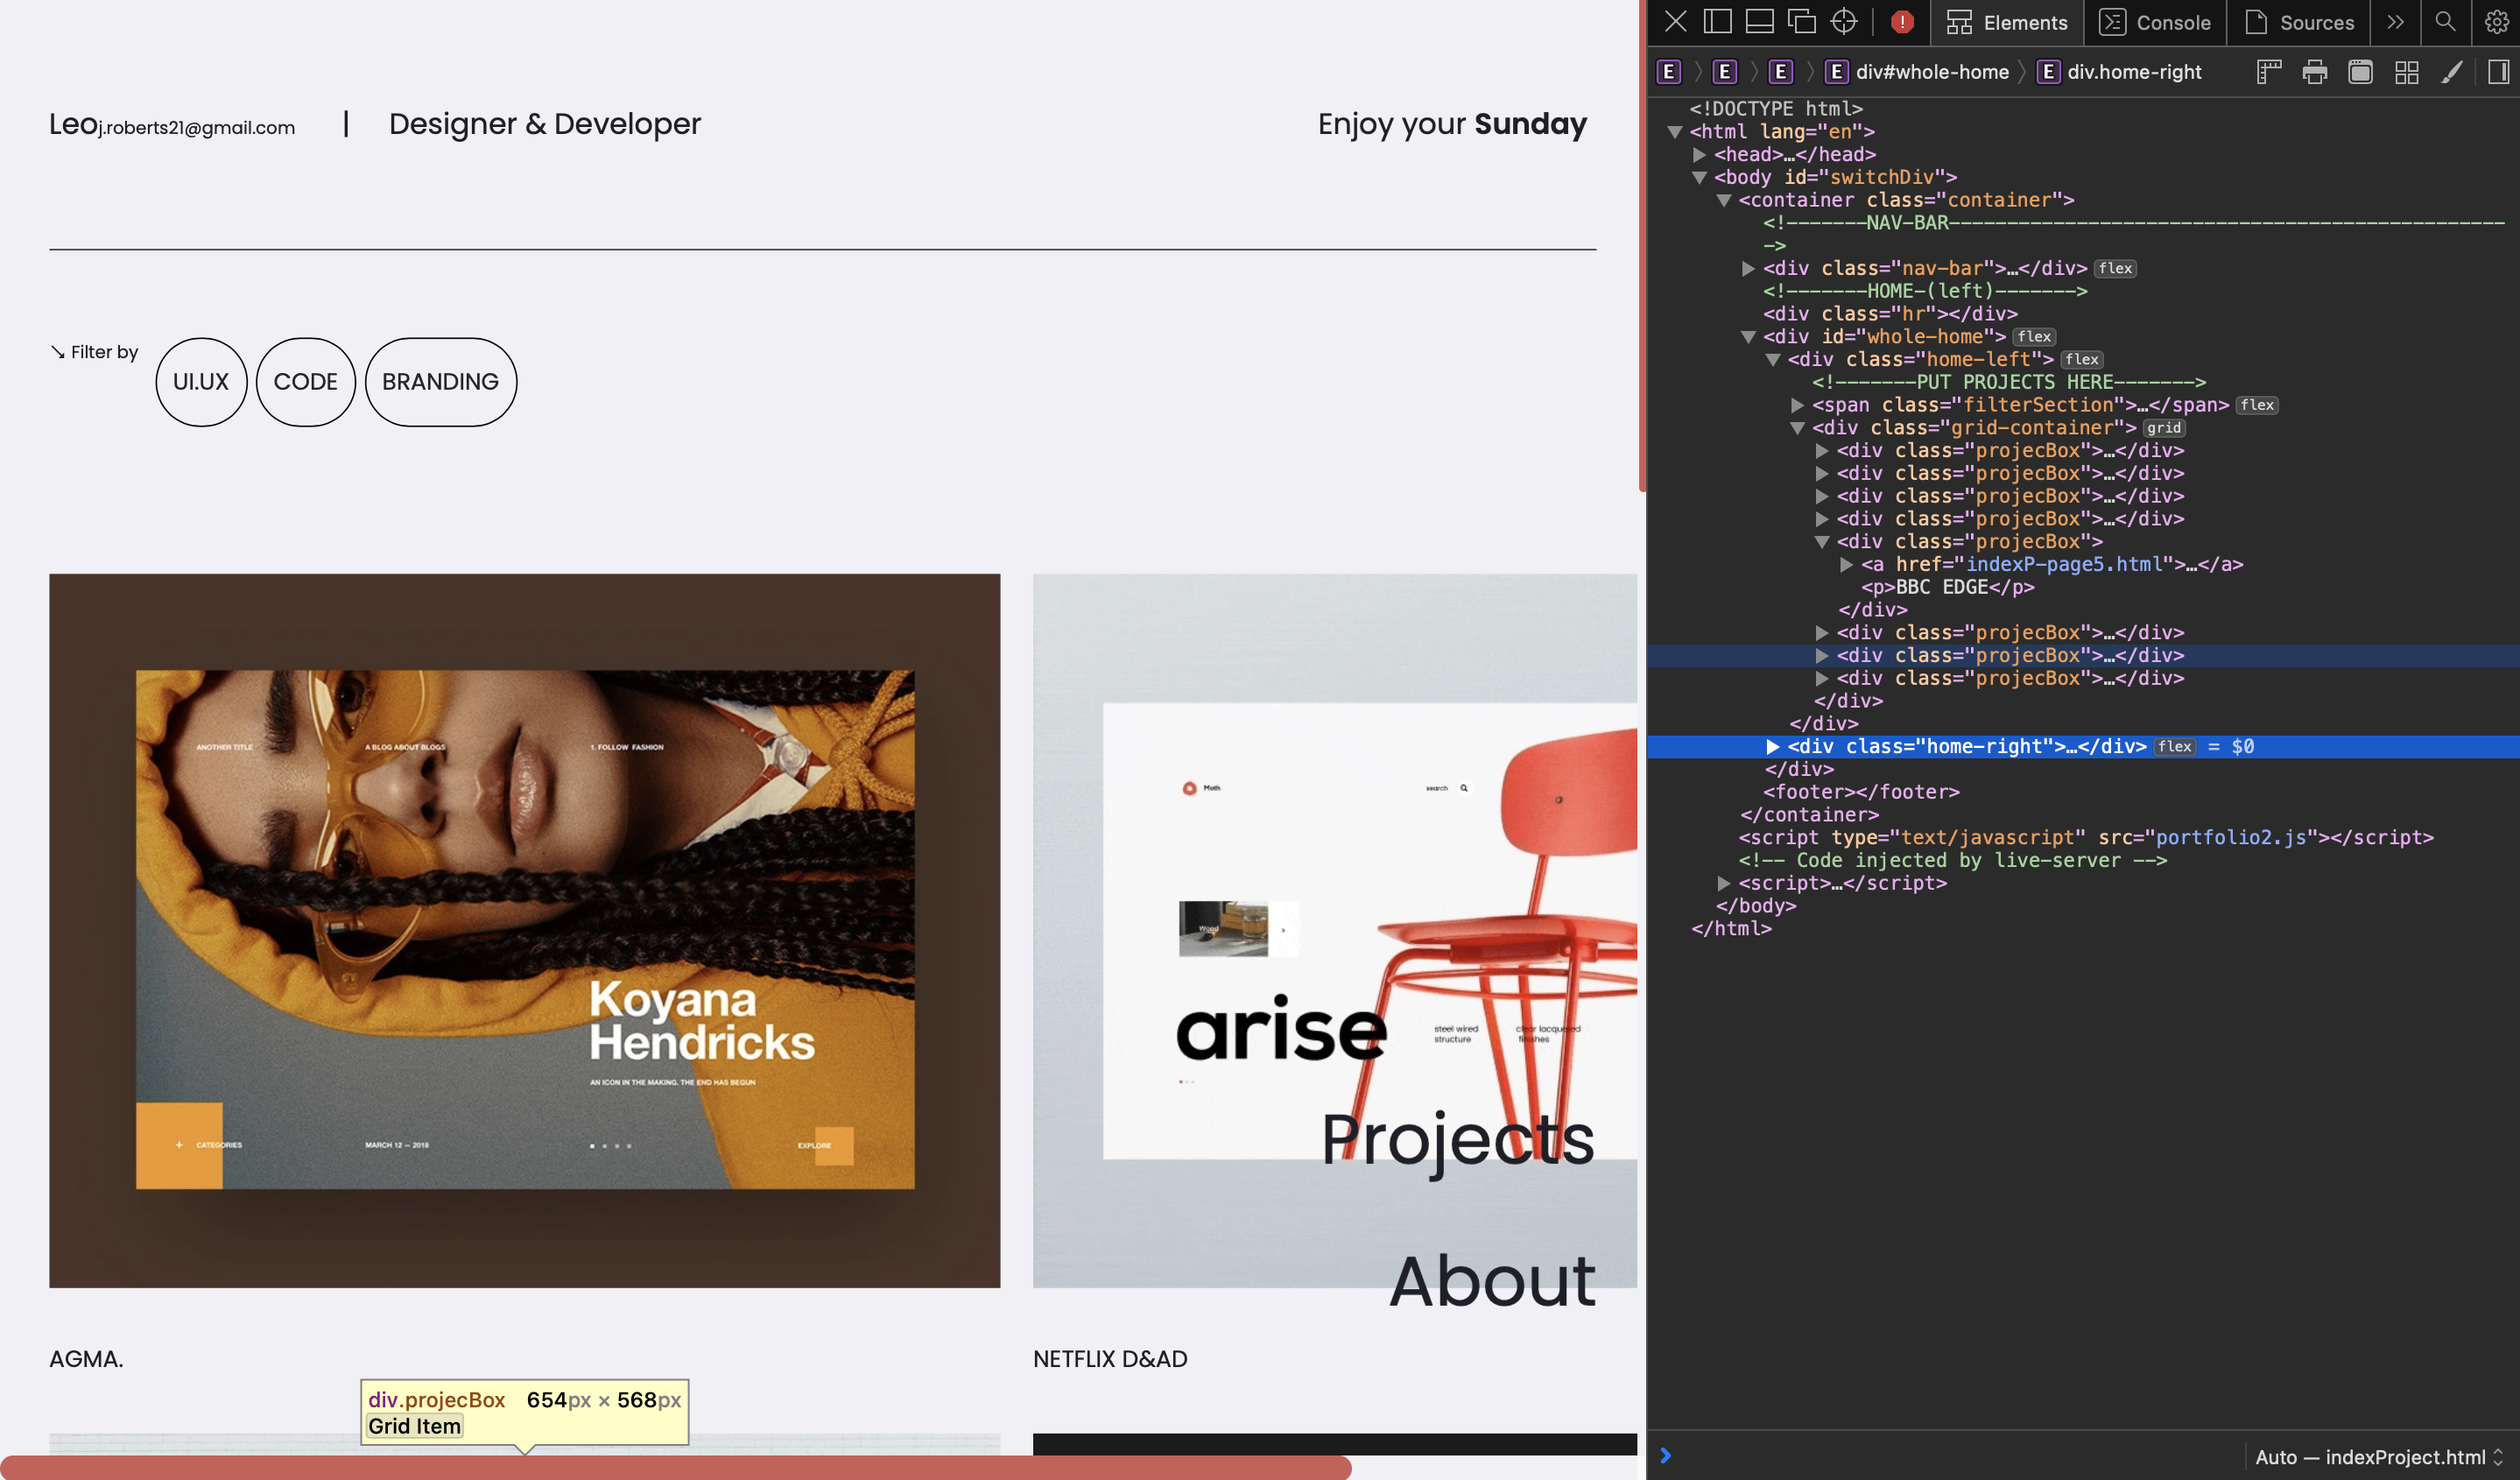 Leoj.roberts21@gmail.com | Designer & Developer
Enjoy your Sunday
↘ Filter by
UI.UX
CODE
BRANDING
ANOTHER TITLE
A BLOG ABOUT BLOGS
1. FOLLOW FASHION
Koyana
Hendricks
AN ICON IN THE MAKING. THE END HAS BEGUN
+ CATEGORIES
MARCH 12 — 2018
EXPLORE
Moth
search
Wood
arise
steel wired
structure
clear lacquered
finishes
Projects
About
AGMA.
NETFLIX D&AD
div.projecBox 654px × 568px
Grid Item
Elements
Console
Sources
E
E
E
E div#whole-home
E div.home-right
<!DOCTYPE html>
<html lang="en">
<head>…</head>
<body id="switchDiv">
<container class="container">
<!-------NAV-BAR------------------------------------------------
->
<div class="nav-bar">…</div> flex
<!-------HOME-(left)------->
<div class="hr"></div>
<div id="whole-home"> flex
<div class="home-left"> flex
<!-------PUT PROJECTS HERE------->
<span class="filterSection">…</span> flex
<div class="grid-container"> grid
<div class="projecBox">…</div>
<div class="projecBox">…</div>
<div class="projecBox">…</div>
<div class="projecBox">…</div>
<div class="projecBox">
<a href="indexP-page5.html">…</a>
<p>BBC EDGE</p>
</div>
<div class="projecBox">…</div>
<div class="projecBox">…</div>
<div class="projecBox">…</div>
</div>
</div>
<div class="home-right">…</div> flex = $0
</div>
<footer></footer>
</container>
<script type="text/javascript" src="portfolio2.js"></script>
<!-- Code injected by live-server -->
<script>…</script>
</body>
</html>
Auto — indexProject.html